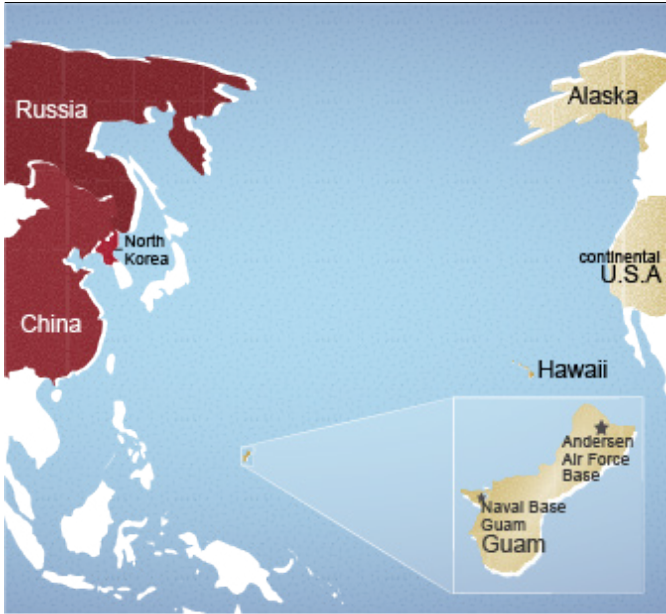 Russia
Alaska
North
Korea
continental
U.S.A
China
Hawaii
Andersen
Air Force
Base
Naval Base
Guam
Guam